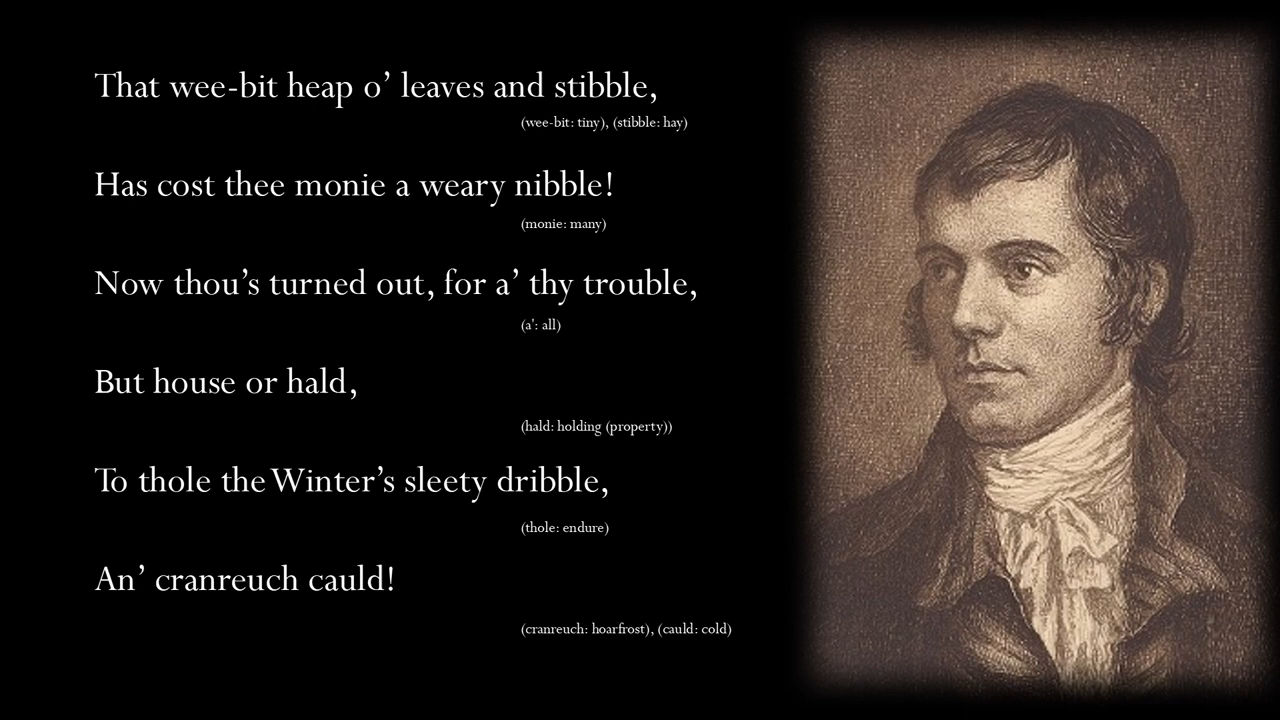 That wee-bit heap o’ leaves and stibble,
(wee-bit: tiny), (stibble: hay)
Has cost thee monie a weary nibble!
(monie: many)
Now thou’s turned out, for a’ thy trouble,
(a': all)
But house or hald,
(hald: holding (property))
To thole the Winter’s sleety dribble,
(thole: endure)
An’ cranreuch cauld!
(cranreuch: hoarfrost), (cauld: cold)